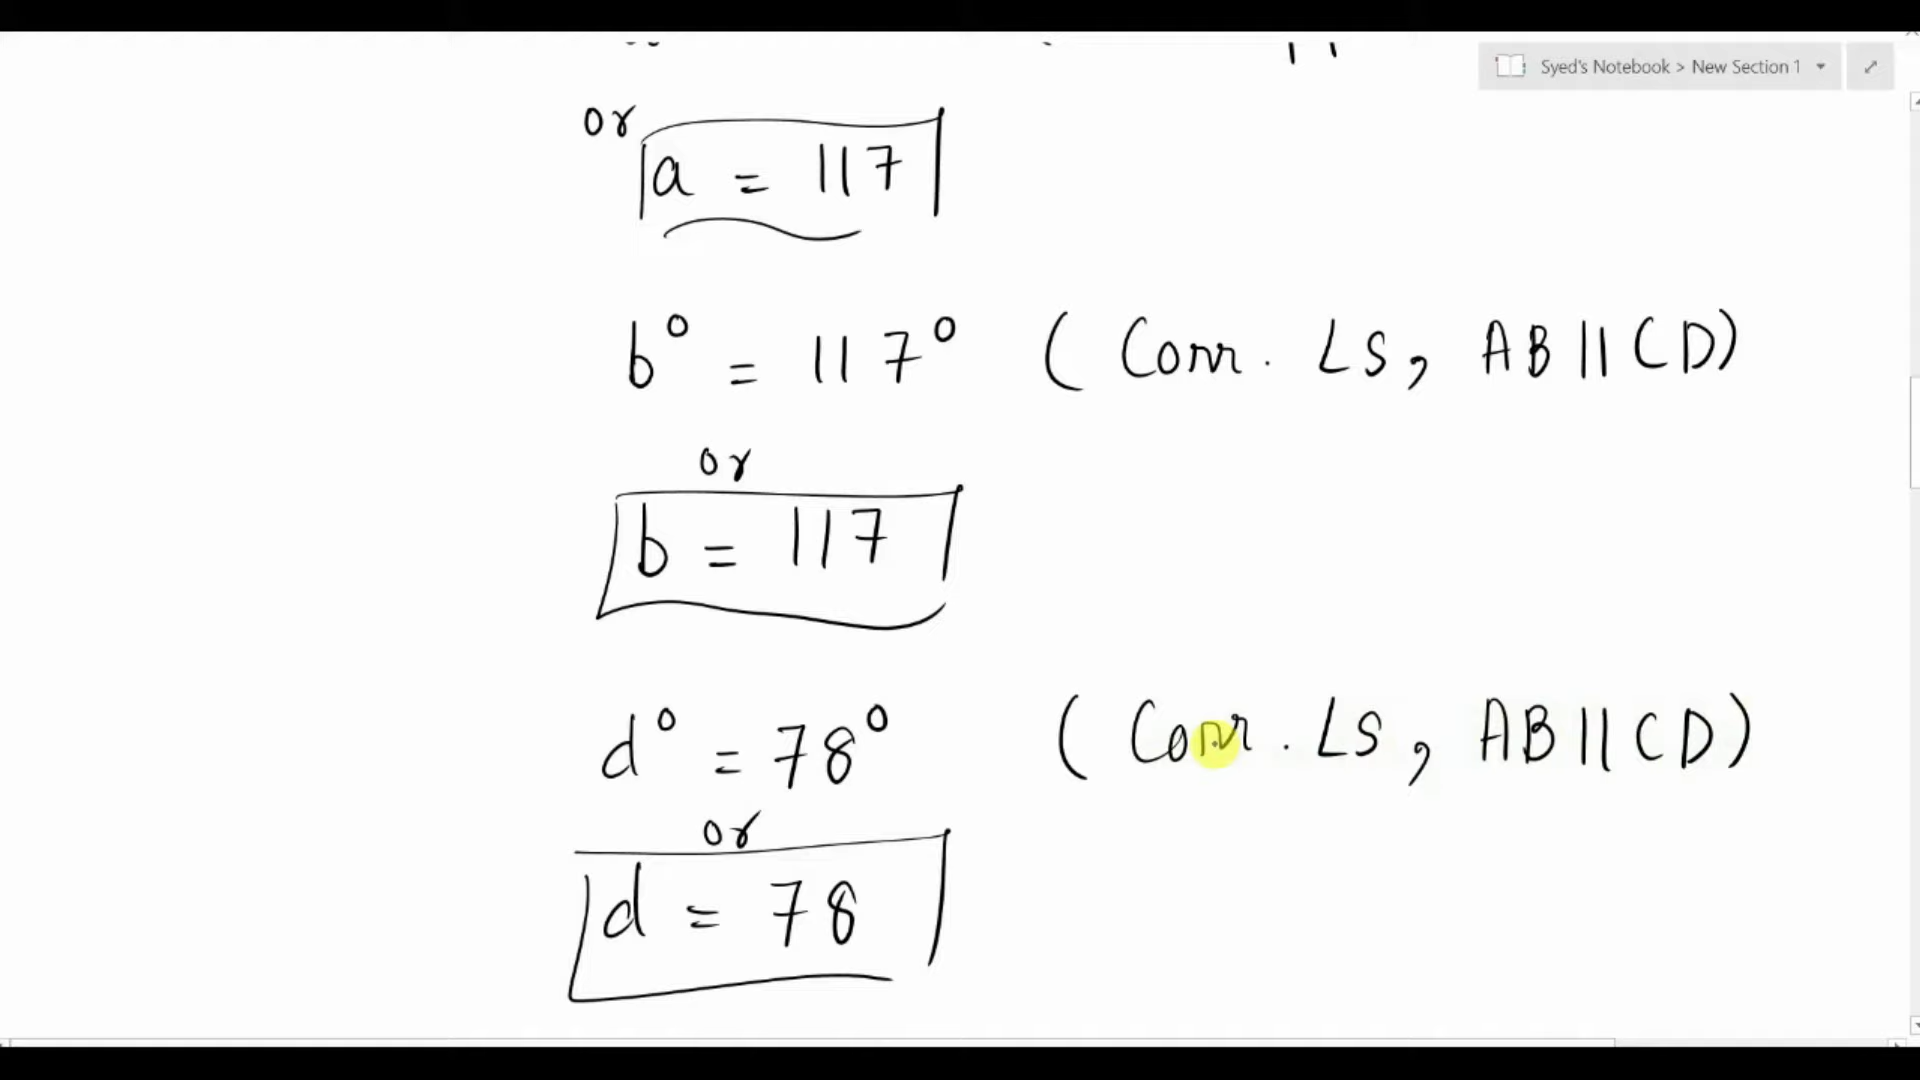 Syed's Notebook > New Section 1
or
a = 117
b° = 117° ( Corr. ∠s, AB || CD)
or
b = 117
d° = 78° ( Corr. ∠s, AB || CD)
or
d = 78